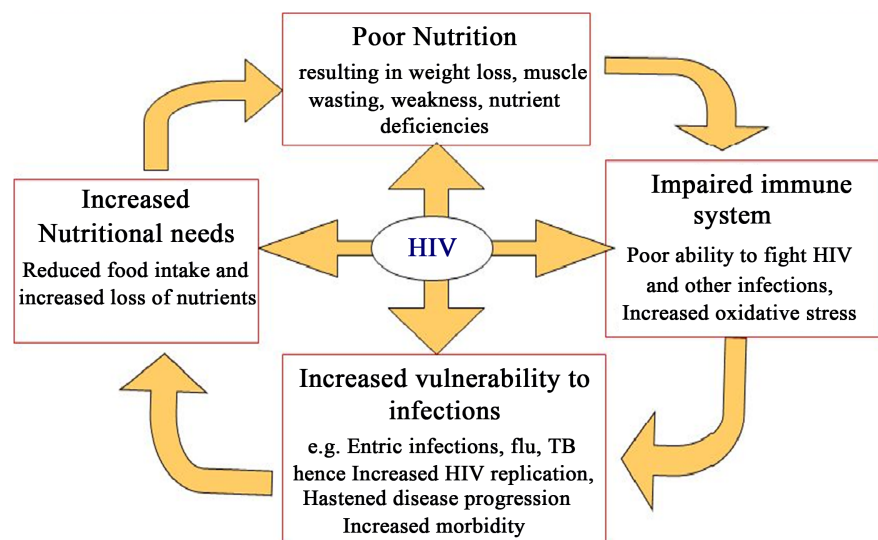 Poor Nutrition
resulting in weight loss, muscle
wasting, weakness, nutrient
deficiencies
Impaired immune
system
Poor ability to fight HIV
and other infections,
Increased oxidative stress
Increased
Nutritional needs
Reduced food intake and
increased loss of nutrients
HIV
Increased vulnerability to
infections
e.g. Entric infections, flu, TB
hence Increased HIV replication,
Hastened disease progression
Increased morbidity